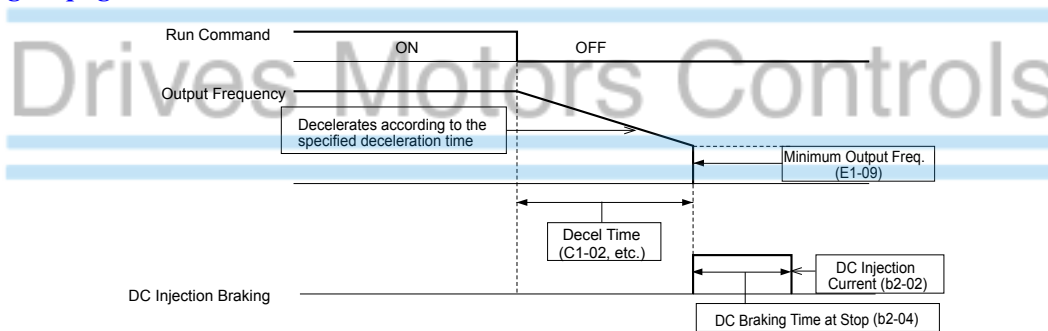 Run Command
ON
OFF
Drives Motors Controls
Output Frequency
Decelerates according to the
specified deceleration time
Minimum Output Freq.
(E1-09)
Decel Time
(C1-02, etc.)
DC Injection
Current (b2-02)
DC Injection Braking
DC Braking Time at Stop (b2-04)